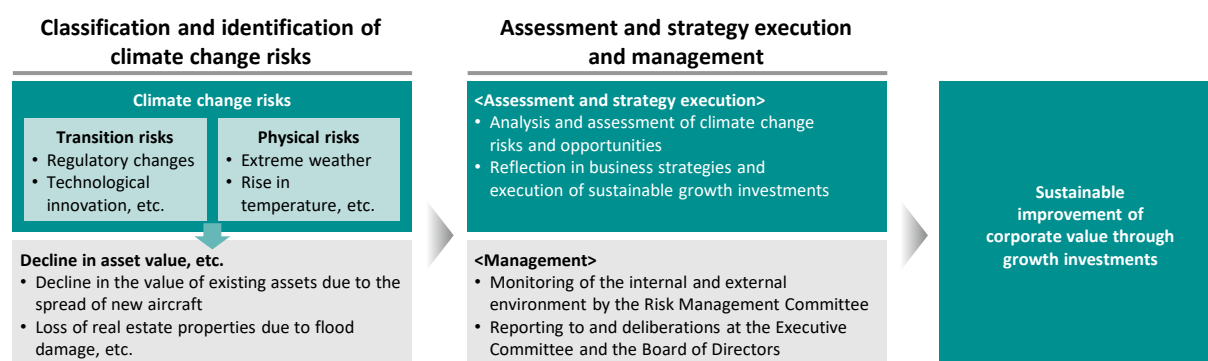 Classification and identification of
climate change risks
Climate change risks
Transition risks
• Regulatory changes
• Technological
innovation, etc.
Physical risks
• Extreme weather
• Rise in
temperature, etc.
Decline in asset value, etc.
• Decline in the value of existing assets due to the
spread of new aircraft
• Loss of real estate properties due to flood
damage, etc.
Assessment and strategy execution
and management
<Assessment and strategy execution>
• Analysis and assessment of climate change
risks and opportunities
• Reflection in business strategies and
execution of sustainable growth investments
<Management>
• Monitoring of the internal and external
environment by the Risk Management Committee
• Reporting to and deliberations at the Executive
Committee and the Board of Directors
Sustainable
improvement of
corporate value through
growth investments